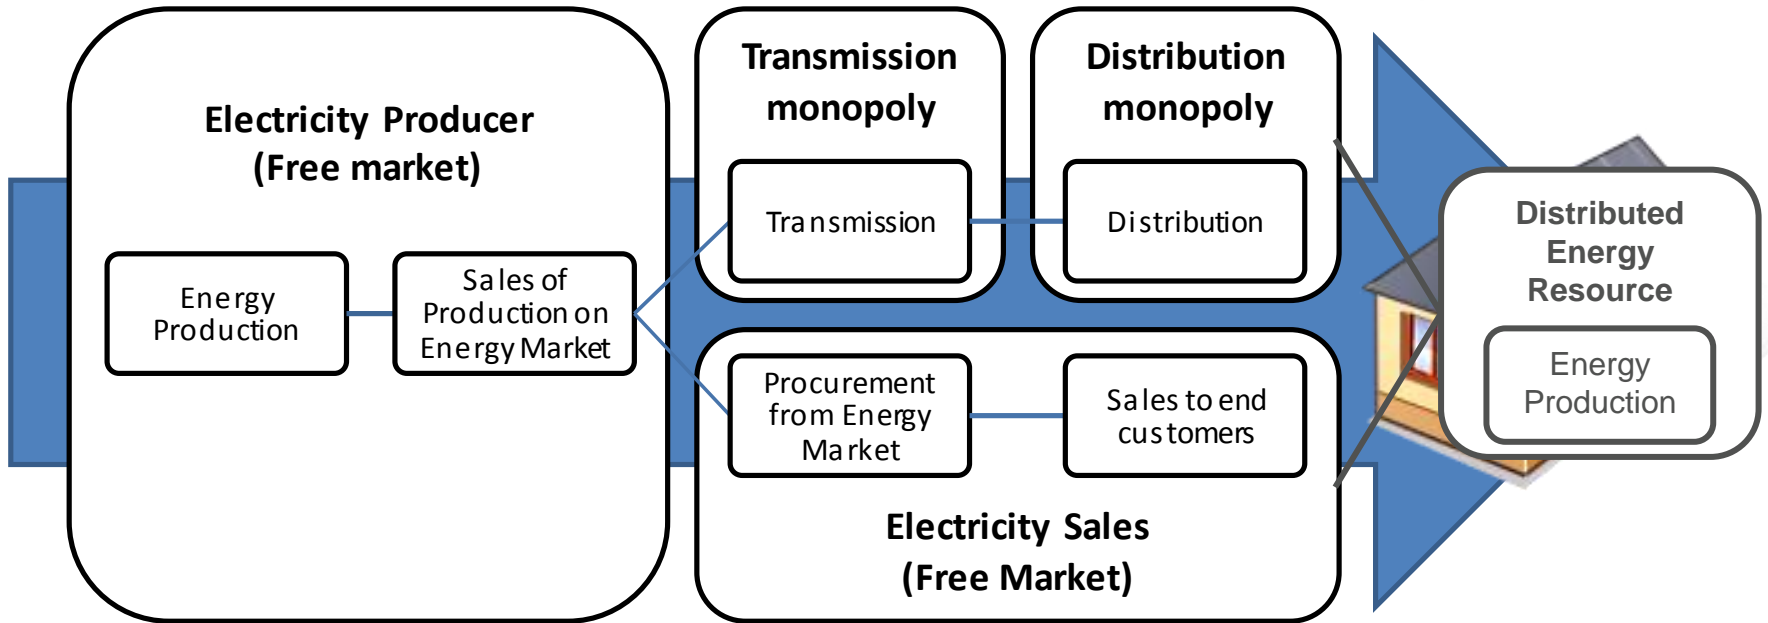 Electricity Producer
(Free market)
Energy
Production
Sales of
Production on
Energy Market
Transmission
monopoly
Transmission
Distribution
monopoly
Distribution
Procurement
from Energy
Market
Sales to end
customers
Electricity Sales
(Free Market)
Distributed
Energy
Resource
Energy
Production